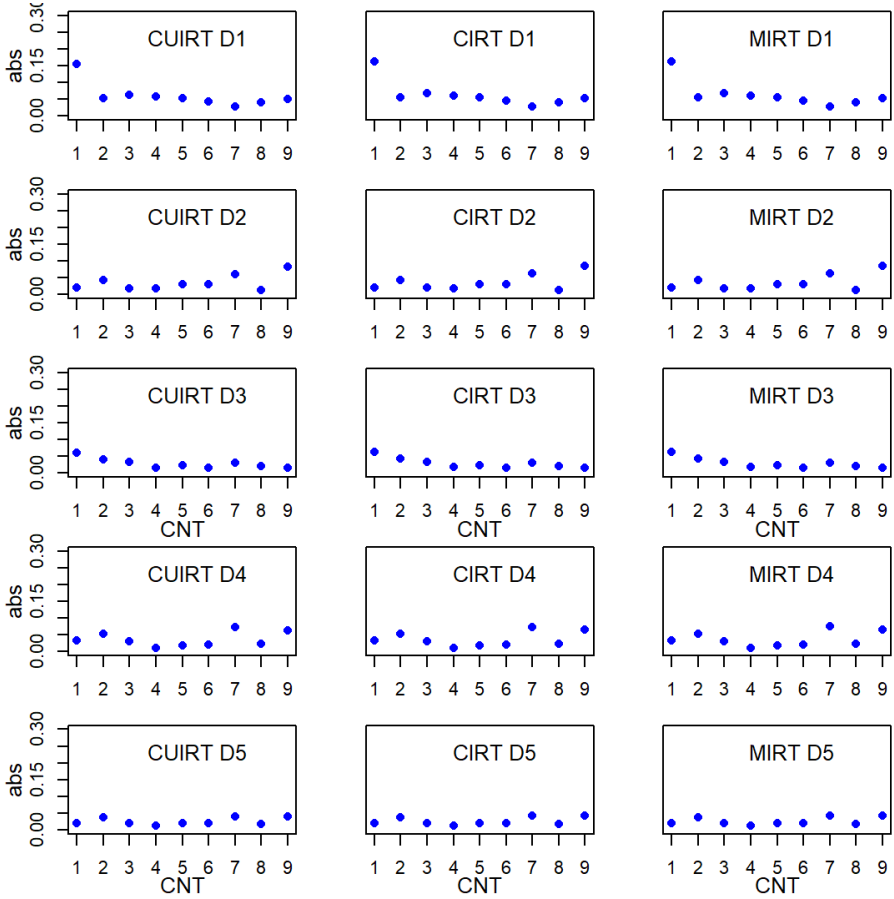 CUIRT D1 CIRT D1 MIRT D1
abs
0.00 0.15 0.30
1 2 3 4 5 6 7 8 9 1 2 3 4 5 6 7 8 9 1 2 3 4 5 6 7 8 9
CUIRT D2 CIRT D2 MIRT D2
abs
0.00 0.15 0.30
1 2 3 4 5 6 7 8 9 1 2 3 4 5 6 7 8 9 1 2 3 4 5 6 7 8 9
CUIRT D3 CIRT D3 MIRT D3
abs
0.00 0.15 0.30
1 2 3 4 5 6 7 8 9 1 2 3 4 5 6 7 8 9 1 2 3 4 5 6 7 8 9
CNT CNT CNT
CUIRT D4 CIRT D4 MIRT D4
abs
0.00 0.15 0.30
1 2 3 4 5 6 7 8 9 1 2 3 4 5 6 7 8 9 1 2 3 4 5 6 7 8 9
CUIRT D5 CIRT D5 MIRT D5
abs
0.00 0.15 0.30
1 2 3 4 5 6 7 8 9 1 2 3 4 5 6 7 8 9 1 2 3 4 5 6 7 8 9
CNT CNT CNT